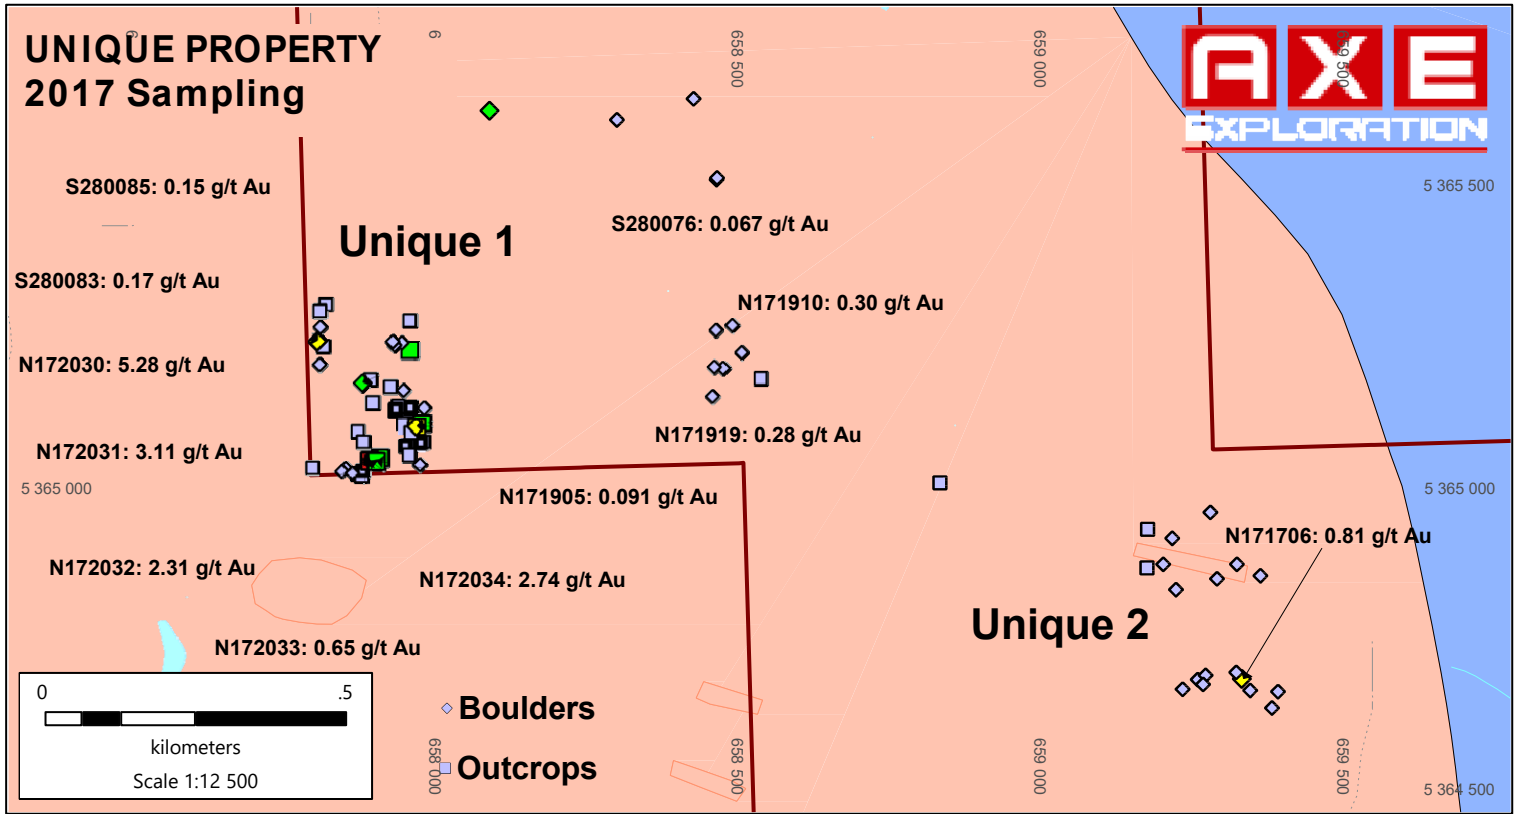 UNIQUE PROPERTY
2017 Sampling
6
6
658 500
659 000
659 500
AXE
EXPLORATION
S280085: 0.15 g/t Au
5 365 500
Unique 1
S280076: 0.067 g/t Au
S280083: 0.17 g/t Au
N171910: 0.30 g/t Au
N172030: 5.28 g/t Au
N171919: 0.28 g/t Au
N172031: 3.11 g/t Au
5 365 000
N171905: 0.091 g/t Au
5 365 000
N171706: 0.81 g/t Au
N172032: 2.31 g/t Au
N172034: 2.74 g/t Au
Unique 2
N172033: 0.65 g/t Au
0 .5
kilometers
Scale 1:12 500
Boulders
Outcrops
658 000
658 500
659 000
659 500
5 364 500